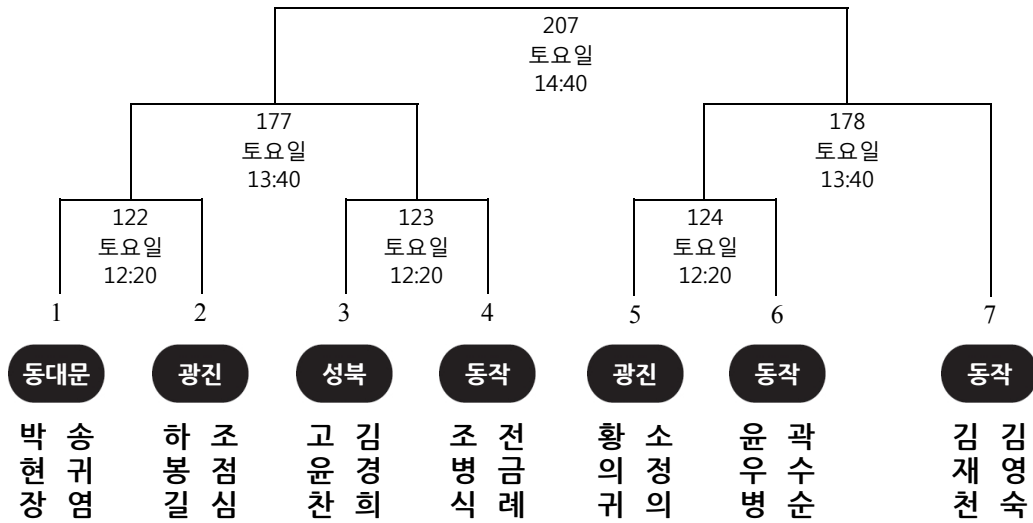 207
토요일
14:40
177
토요일
13:40
178
토요일
13:40
122
토요일
12:20
123
토요일
12:20
124
토요일
12:20
1 2 3 4 5 6 7
동대문 광진 성북 동작 광진 동작 동작
박현장 송귀염
하봉길 조점심
고윤찬 김경희
조병식 전금례
황의귀 소정의
윤우병 곽수순
김재천 김영숙